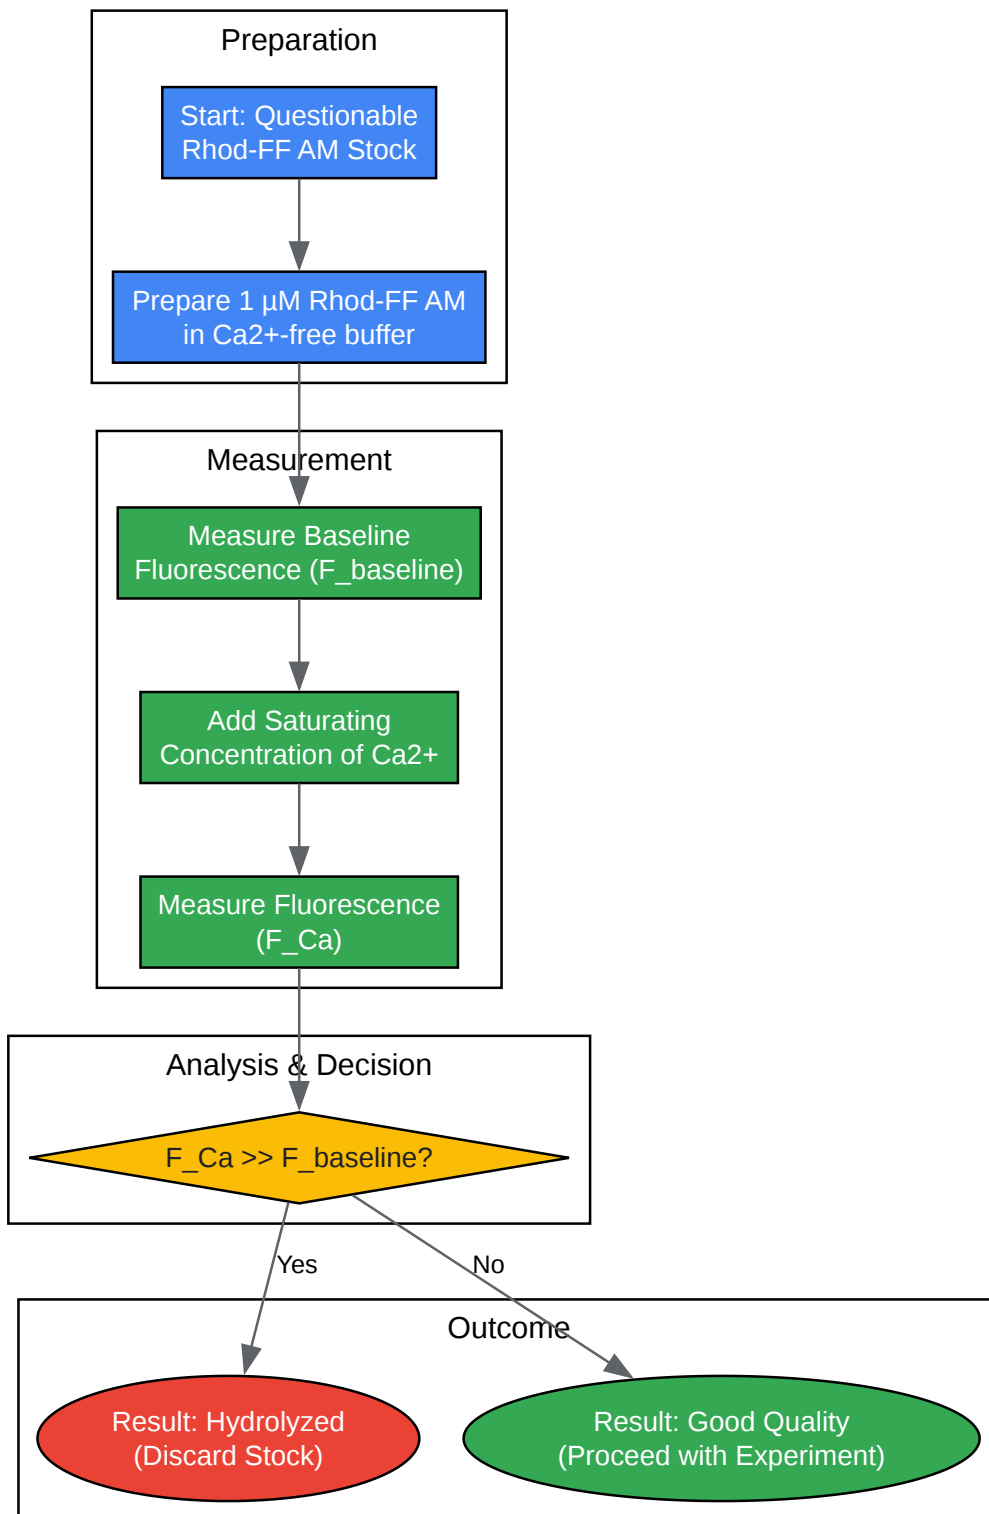 Preparation
Start: Questionable
Rhod-FF AM Stock
Prepare 1 µM Rhod-FF AM
in Ca2+-free buffer
Measurement
Measure Baseline
Fluorescence (F_baseline)
Add Saturating
Concentration of Ca2+
Measure Fluorescence
(F_Ca)
Analysis & Decision
F_Ca >> F_baseline?
Yes
No
Outcome
Result: Hydrolyzed
(Discard Stock)
Result: Good Quality
(Proceed with Experiment)